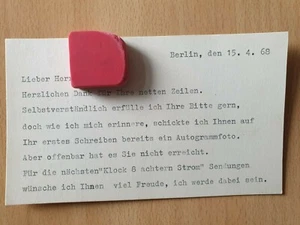 Berlin, den 15. 4. 68
Lieber Herr
Herzlichen Dank für Ihre netten Zeilen.
Selbstverständlich erfülle ich Ihre Bitte gern,
doch wie ich mich erinnere, schickte ich Ihnen auf
Ihr erstes Schreiben bereits ein Autogrammfoto.
Aber offenbar hat es Sie nicht erreicht.
Für die nächsten"Klock 8 achtern Strom" Sendungen
wünsche ich Ihnen viel Freude, ich werde dabei sein.